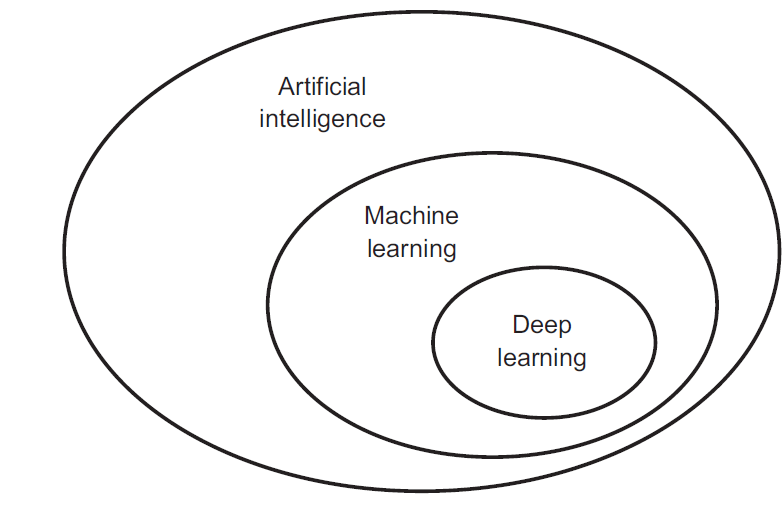 Artificial
intelligence
Machine
learning
Deep
learning